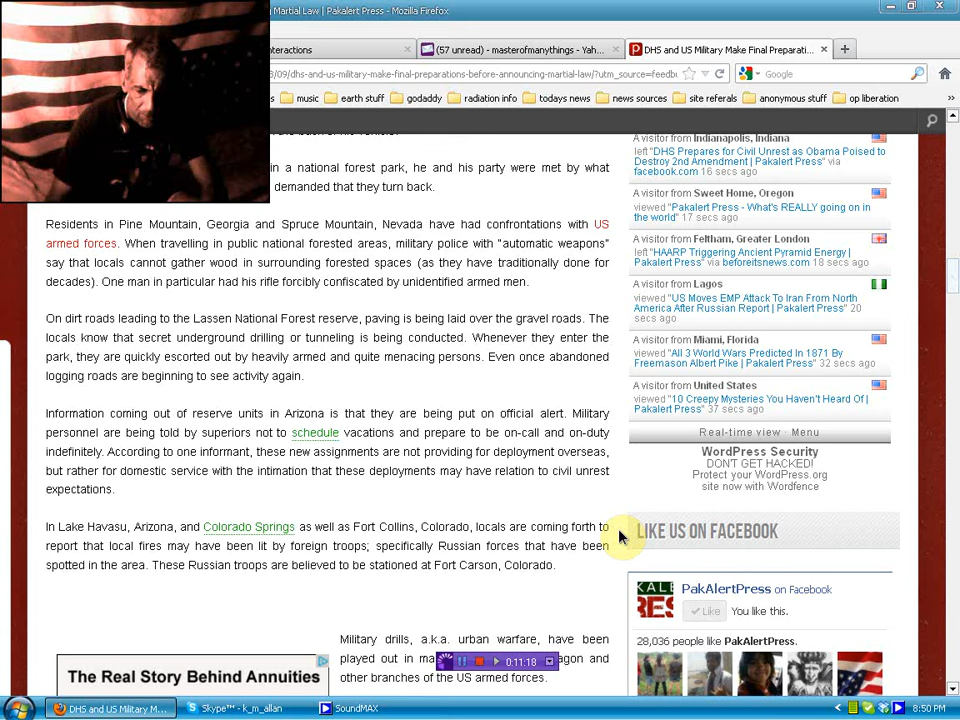 Martial Law | Pakalert Press - Mozilla Firefox
nteractions
(57 unread) - masterofmanythings - Yah...
DHS and US Military Make Final Preparati...
/09/dhs-and-us-military-make-final-preparations-before-announcing-martial-law/?utm_source=feedb
Google
music
earth stuff
godaddy
radiation info
todays news
news sources
site referals
anonymous stuff
op liberation
in a national forest park, he and his party were met by what
demanded that they turn back.
Residents in Pine Mountain, Georgia and Spruce Mountain, Nevada have had confrontations with US
armed forces. When travelling in public national forested areas, military police with "automatic weapons"
say that locals cannot gather wood in surrounding forested spaces (as they have traditionally done for
decades). One man in particular had his rifle forcibly confiscated by unidentified armed men.
On dirt roads leading to the Lassen National Forest reserve, paving is being laid over the gravel roads. The
locals know that secret underground drilling or tunneling is being conducted. Whenever they enter the
park, they are quickly escorted out by heavily armed and quite menacing persons. Even once abandoned
logging roads are beginning to see activity again.
Information coming out of reserve units in Arizona is that they are being put on official alert. Military
personnel are being told by superiors not to schedule vacations and prepare to be on-call and on-duty
indefinitely. According to one informant, these new assignments are not providing for deployment overseas,
but rather for domestic service with the intimation that these deployments may have relation to civil unrest
expectations.
In Lake Havasu, Arizona, and Colorado Springs as well as Fort Collins, Colorado, locals are coming forth to
report that local fires may have been lit by foreign troops; specifically Russian forces that have been
spotted in the area. These Russian troops are believed to be stationed at Fort Carson, Colorado.
Military drills, a.k.a. urban warfare, have been
played out in ma
agon and
other branches of the US armed forces.
The Real Story Behind Annuities
0:11:18
A visitor from Indianapolis, Indiana
left "DHS Prepares for Civil Unrest as Obama Poised to
Destroy 2nd Amendment | Pakalert Press" via
facebook.com 16 secs ago
A visitor from Sweet Home, Oregon
viewed "Pakalert Press - What's REALLY going on in
the world" 17 secs ago
A visitor from Feltham, Greater London
left "HAARP Triggering Ancient Pyramid Energy |
Pakalert Press" via beforeitsnews.com 18 secs ago
A visitor from Lagos
viewed "US Moves EMP Attack To Iran From North
America After Russian Report | Pakalert Press" 20
secs ago
A visitor from Miami, Florida
viewed "All 3 World Wars Predicted In 1871 By
Freemason Albert Pike | Pakalert Press" 32 secs ago
A visitor from United States
viewed "10 Creepy Mysteries You Haven't Heard Of |
Pakalert Press" 37 secs ago
Real-time view · Menu
WordPress Security
DON'T GET HACKED!
Protect your WordPress.org
site now with Wordfence
LIKE US ON FACEBOOK
PakAlertPress on Facebook
Like
You like this.
28,036 people like PakAlertPress.
DHS and US Military M...
Skype™ - k_m_allan
SoundMAX
8:50 PM